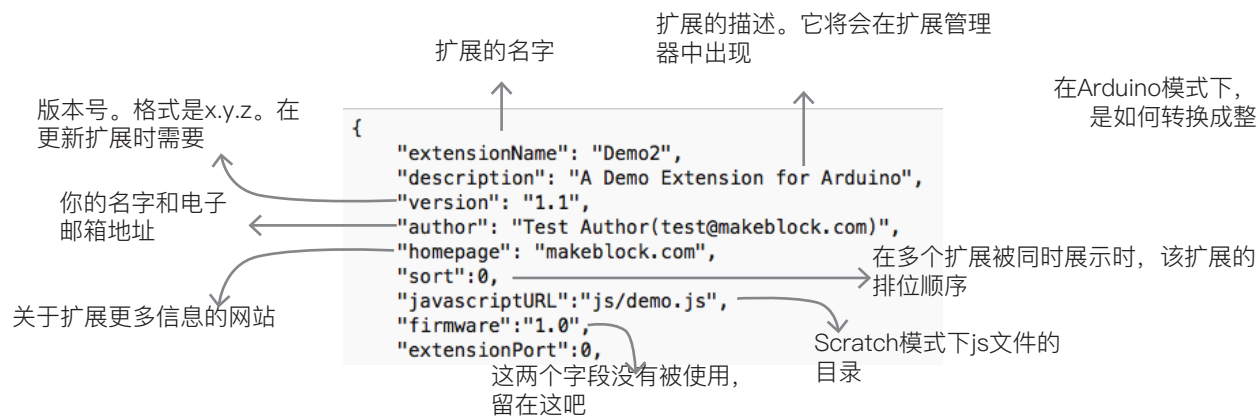 扩展的描述。它将会在扩展管理
器中出现
扩展的名字
在Arduino模式下，
是如何转换成整
版本号。格式是x.y.z。在
更新扩展时需要
你的名字和电子
邮箱地址
关于扩展更多信息的网站
{
"extensionName": "Demo2",
"description": "A Demo Extension for Arduino",
"version": "1.1",
"author": "Test Author(test@makeblock.com)",
"homepage": "makeblock.com",
"sort":0,
"javascriptURL":"js/demo.js",
"firmware":"1.0",
"extensionPort":0,
在多个扩展被同时展示时，该扩展的
排位顺序
Scratch模式下js文件的
目录
这两个字段没有被使用，
留在这吧